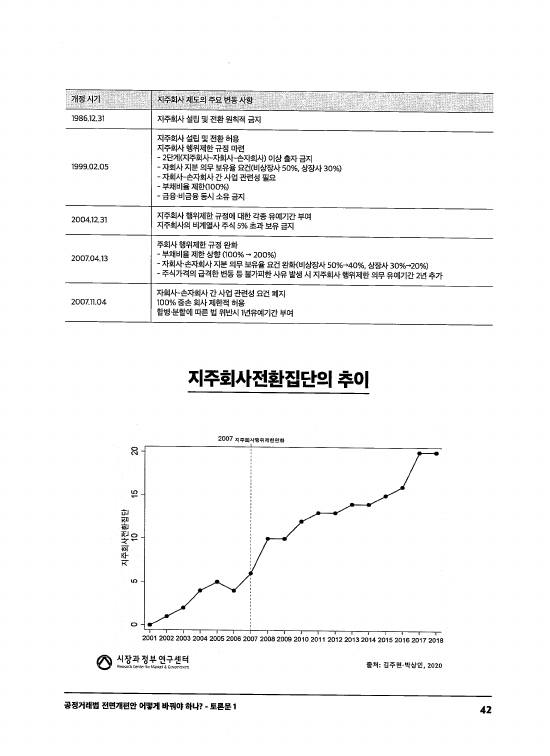 개정 시기 지주회사 제도의 주요 변동 사항
1986.12.31 지주회사 설립 및 전환 원칙적 금지
지주회사 설립 및 전환 허용
지주회사 행위제한 규정 마련
- 2단계(지주회사-자회사-손자회사) 이상 출자 금지
1999.02.05 - 자회사 지분 의무 보유율 요건(비상장사 50%, 상장사 30%)
- 자회사-손자회사 간 사업 관련성 필요
- 부채비율 제한(100%)
- 금융·비금융 동시 소유 금지
2004.12.31 지주회사 행위제한 규정에 대한 각종 유예기간 부여
지주회사의 비계열사 주식 5% 초과 보유 금지
주회사 행위제한 규정 완화
2007.04.13 - 부채비율 제한 상향 (100% → 200%)
- 자회사·손자회사 지분 의무 보유율 요건 완화(비상장사 50%→40%, 상장사 30%→20%)
- 주식가격의 급격한 변동 등 불가피한 사유 발생 시 지주회사 행위제한 의무 유예기간 2년 추가
자회사-손자회사 간 사업 관련성 요건 폐지
2007.11.04 100% 증손 회사 제한적 허용
합병·분할에 따른 법 위반시 1년유예기간 부여
지주회사전환집단의 추이
2007 지주회사행위제한완화
지주회사전환집단
20
15
10
5
0
2001 2002 2003 2004 2005 2006 2007 2008 2009 2010 2011 2012 2013 2014 2015 2016 2017 2018
시장과 정부 연구센터
Research Center for Market & Government
출처: 김주현·박상인, 2020
공정거래법 전면개편안 어떻게 바꿔야 하나? - 토론문 1
42